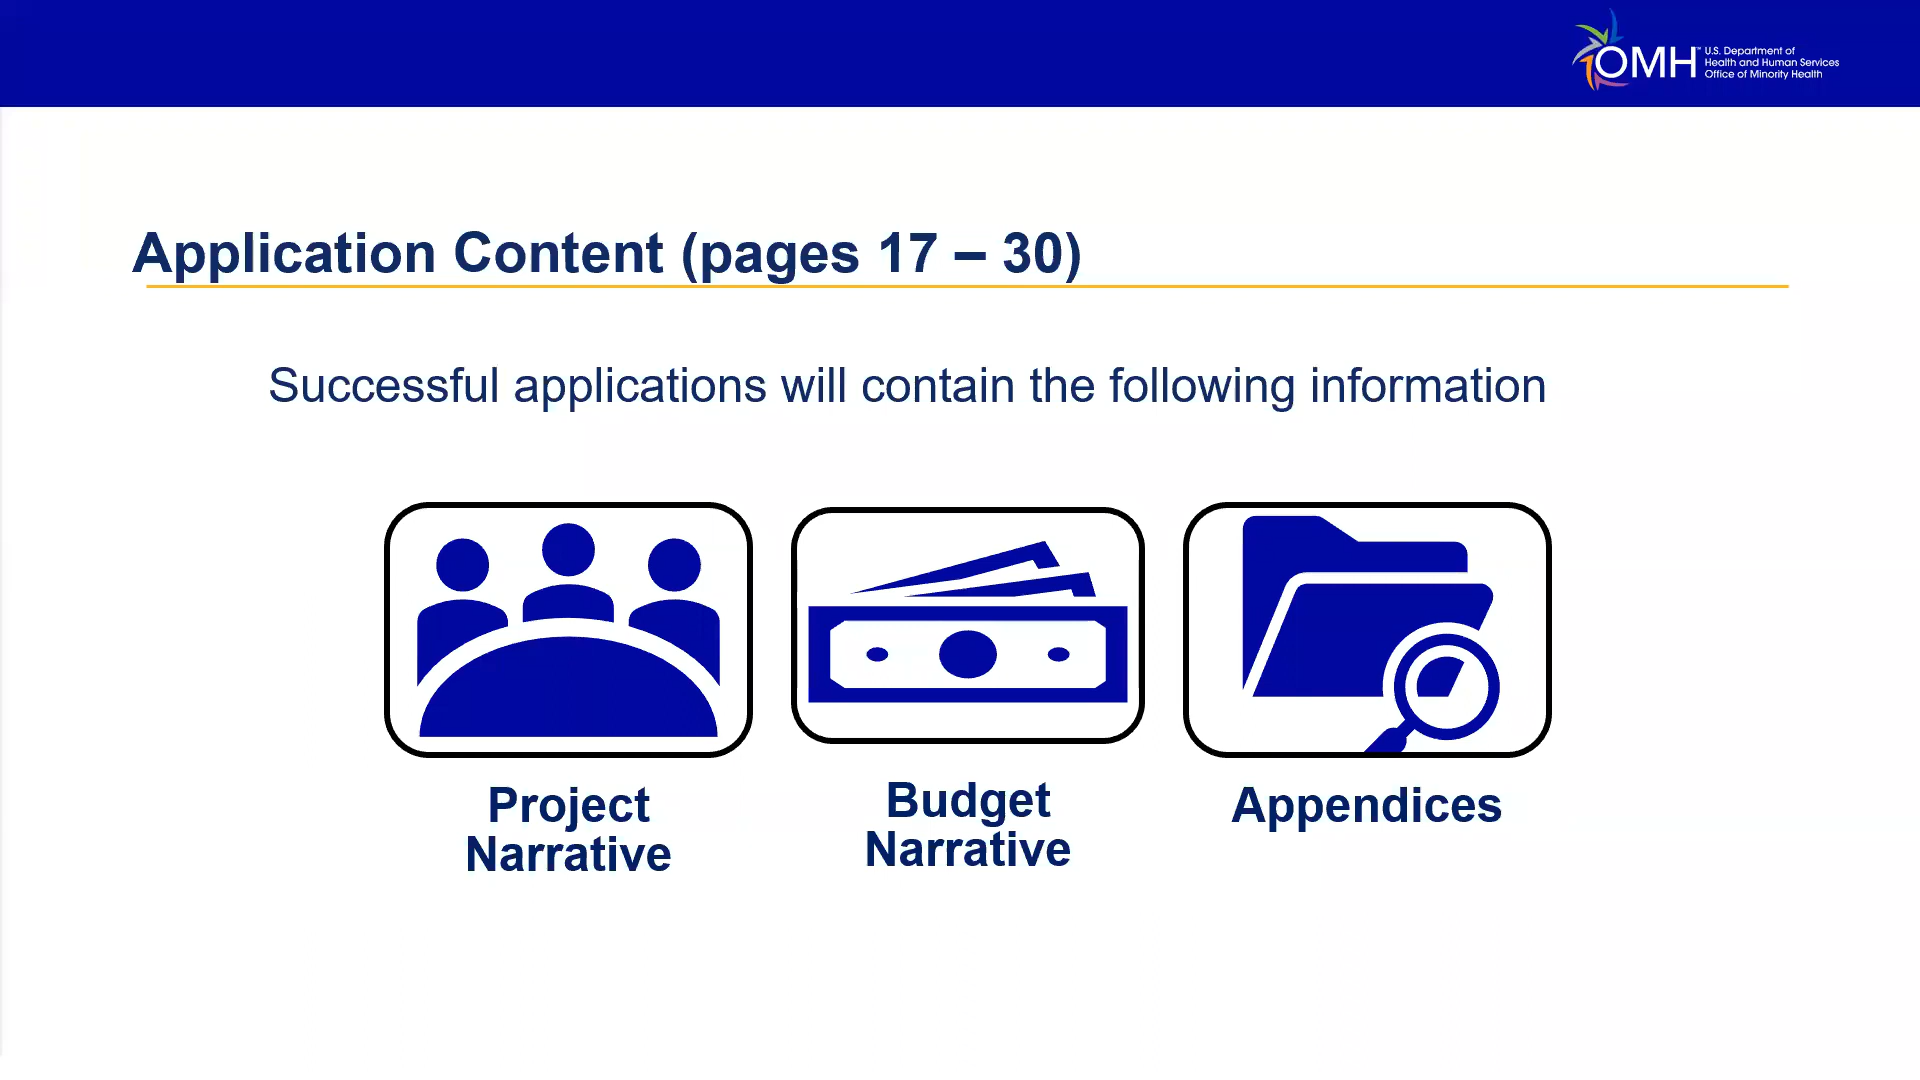 OMH™ U.S. Department of
Health and Human Services
Office of Minority Health
Application Content (pages 17 – 30)
Successful applications will contain the following information
Project
Narrative
Budget
Narrative
Appendices